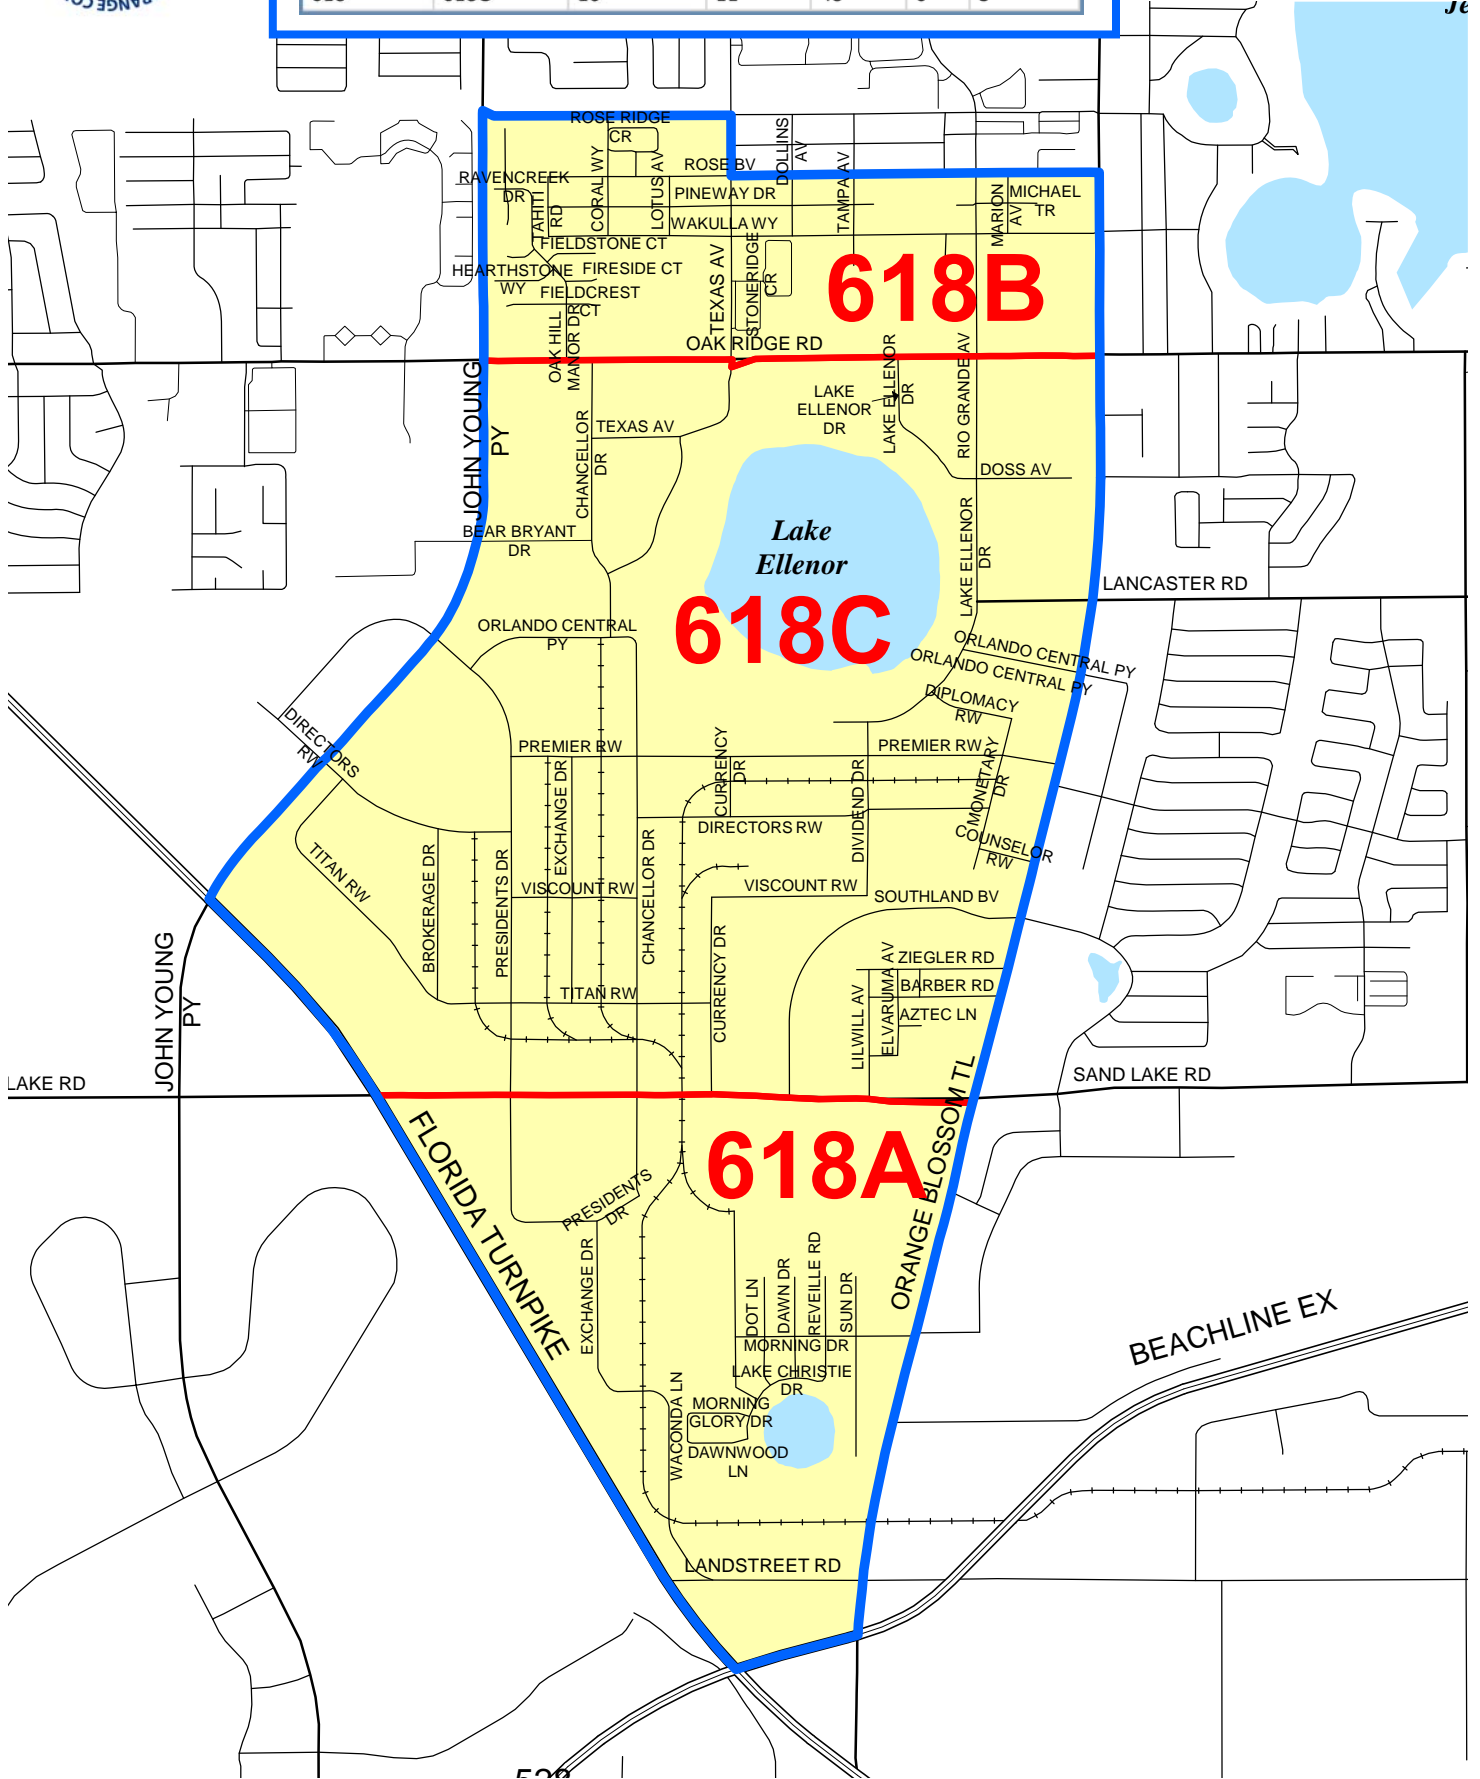 RANGE CO
Je
ROSE RIDGE
CR
DOLLINS
AV
ROSE BV
CORAL WY
LOTUS AV
TAMPA AV
RAVENCREEK
DR
TAHITI
RD
PINEWAY DR
MARION
AV
MICHAEL
TR
WAKULLA WY
FIELDSTONE CT
HEARTHSTONE
WY
FIRESIDE CT
FIELDCREST
CT
TEXAS AV
STONERIDGE
CR
618B
OAK HILL
MANOR DR
OAK RIDGE RD
JOHN YOUNG
PY
LAKE
ELLENOR
DR
LAKE ELLENOR
DR
RIO GRANDE AV
CHANCELLOR
DR
TEXAS AV
DOSS AV
BEAR BRYANT
DR
Lake
Ellenor
LAKE ELLENOR
DR
LANCASTER RD
618C
ORLANDO CENTRAL
PY
ORLANDO CENTRAL PY
ORLANDO CENTRAL PY
DIPLOMACY
RW
DIRECTORS
RW
PREMIER RW
CURRENCY
DR
PREMIER RW
MONETARY
DR
EXCHANGE DR
DIVIDEND DR
DIRECTORS RW
COUNSELOR
RW
TITAN RW
BROKERAGE DR
PRESIDENTS DR
VISCOUNT RW
CHANCELLOR DR
VISCOUNT RW
SOUTHLAND BV
JOHN YOUNG
PY
CURRENCY DR
ZIEGLER RD
ELVARUMA AV
BARBER RD
LILWILL AV
AZTEC LN
TITAN RW
LAKE RD
SAND LAKE RD
ORANGE BLOSSOM TL
FLORIDA TURNPIKE
618A
PRESIDENTS
DR
EXCHANGE DR
DOT LN
DAWN DR
REVEILLE RD
SUN DR
MORNING DR
BEACHLINE EX
LAKE CHRISTIE
DR
WACONDA LN
MORNING
GLORY DR
DAWNWOOD
LN
LANDSTREET RD